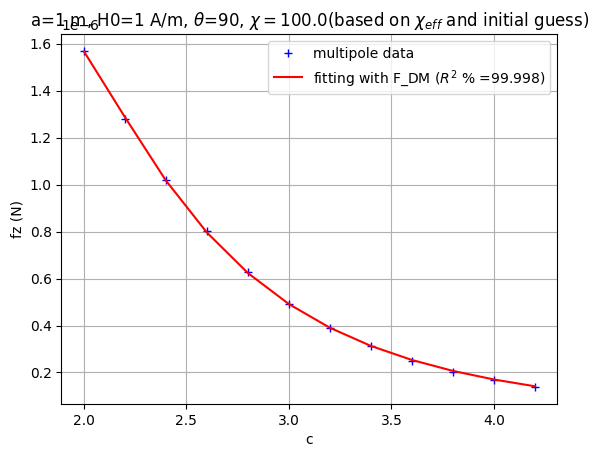 a=1 m, H0=1 A/m, θ=90, χ = 100.0(based on χ_eff and initial guess)
1e−6
multipole data
fitting with F_DM (R² % =99.998)
1.6
1.4
1.2
1.0
0.8
0.6
0.4
0.2
fz (N)
2.0 2.5 3.0 3.5 4.0
c